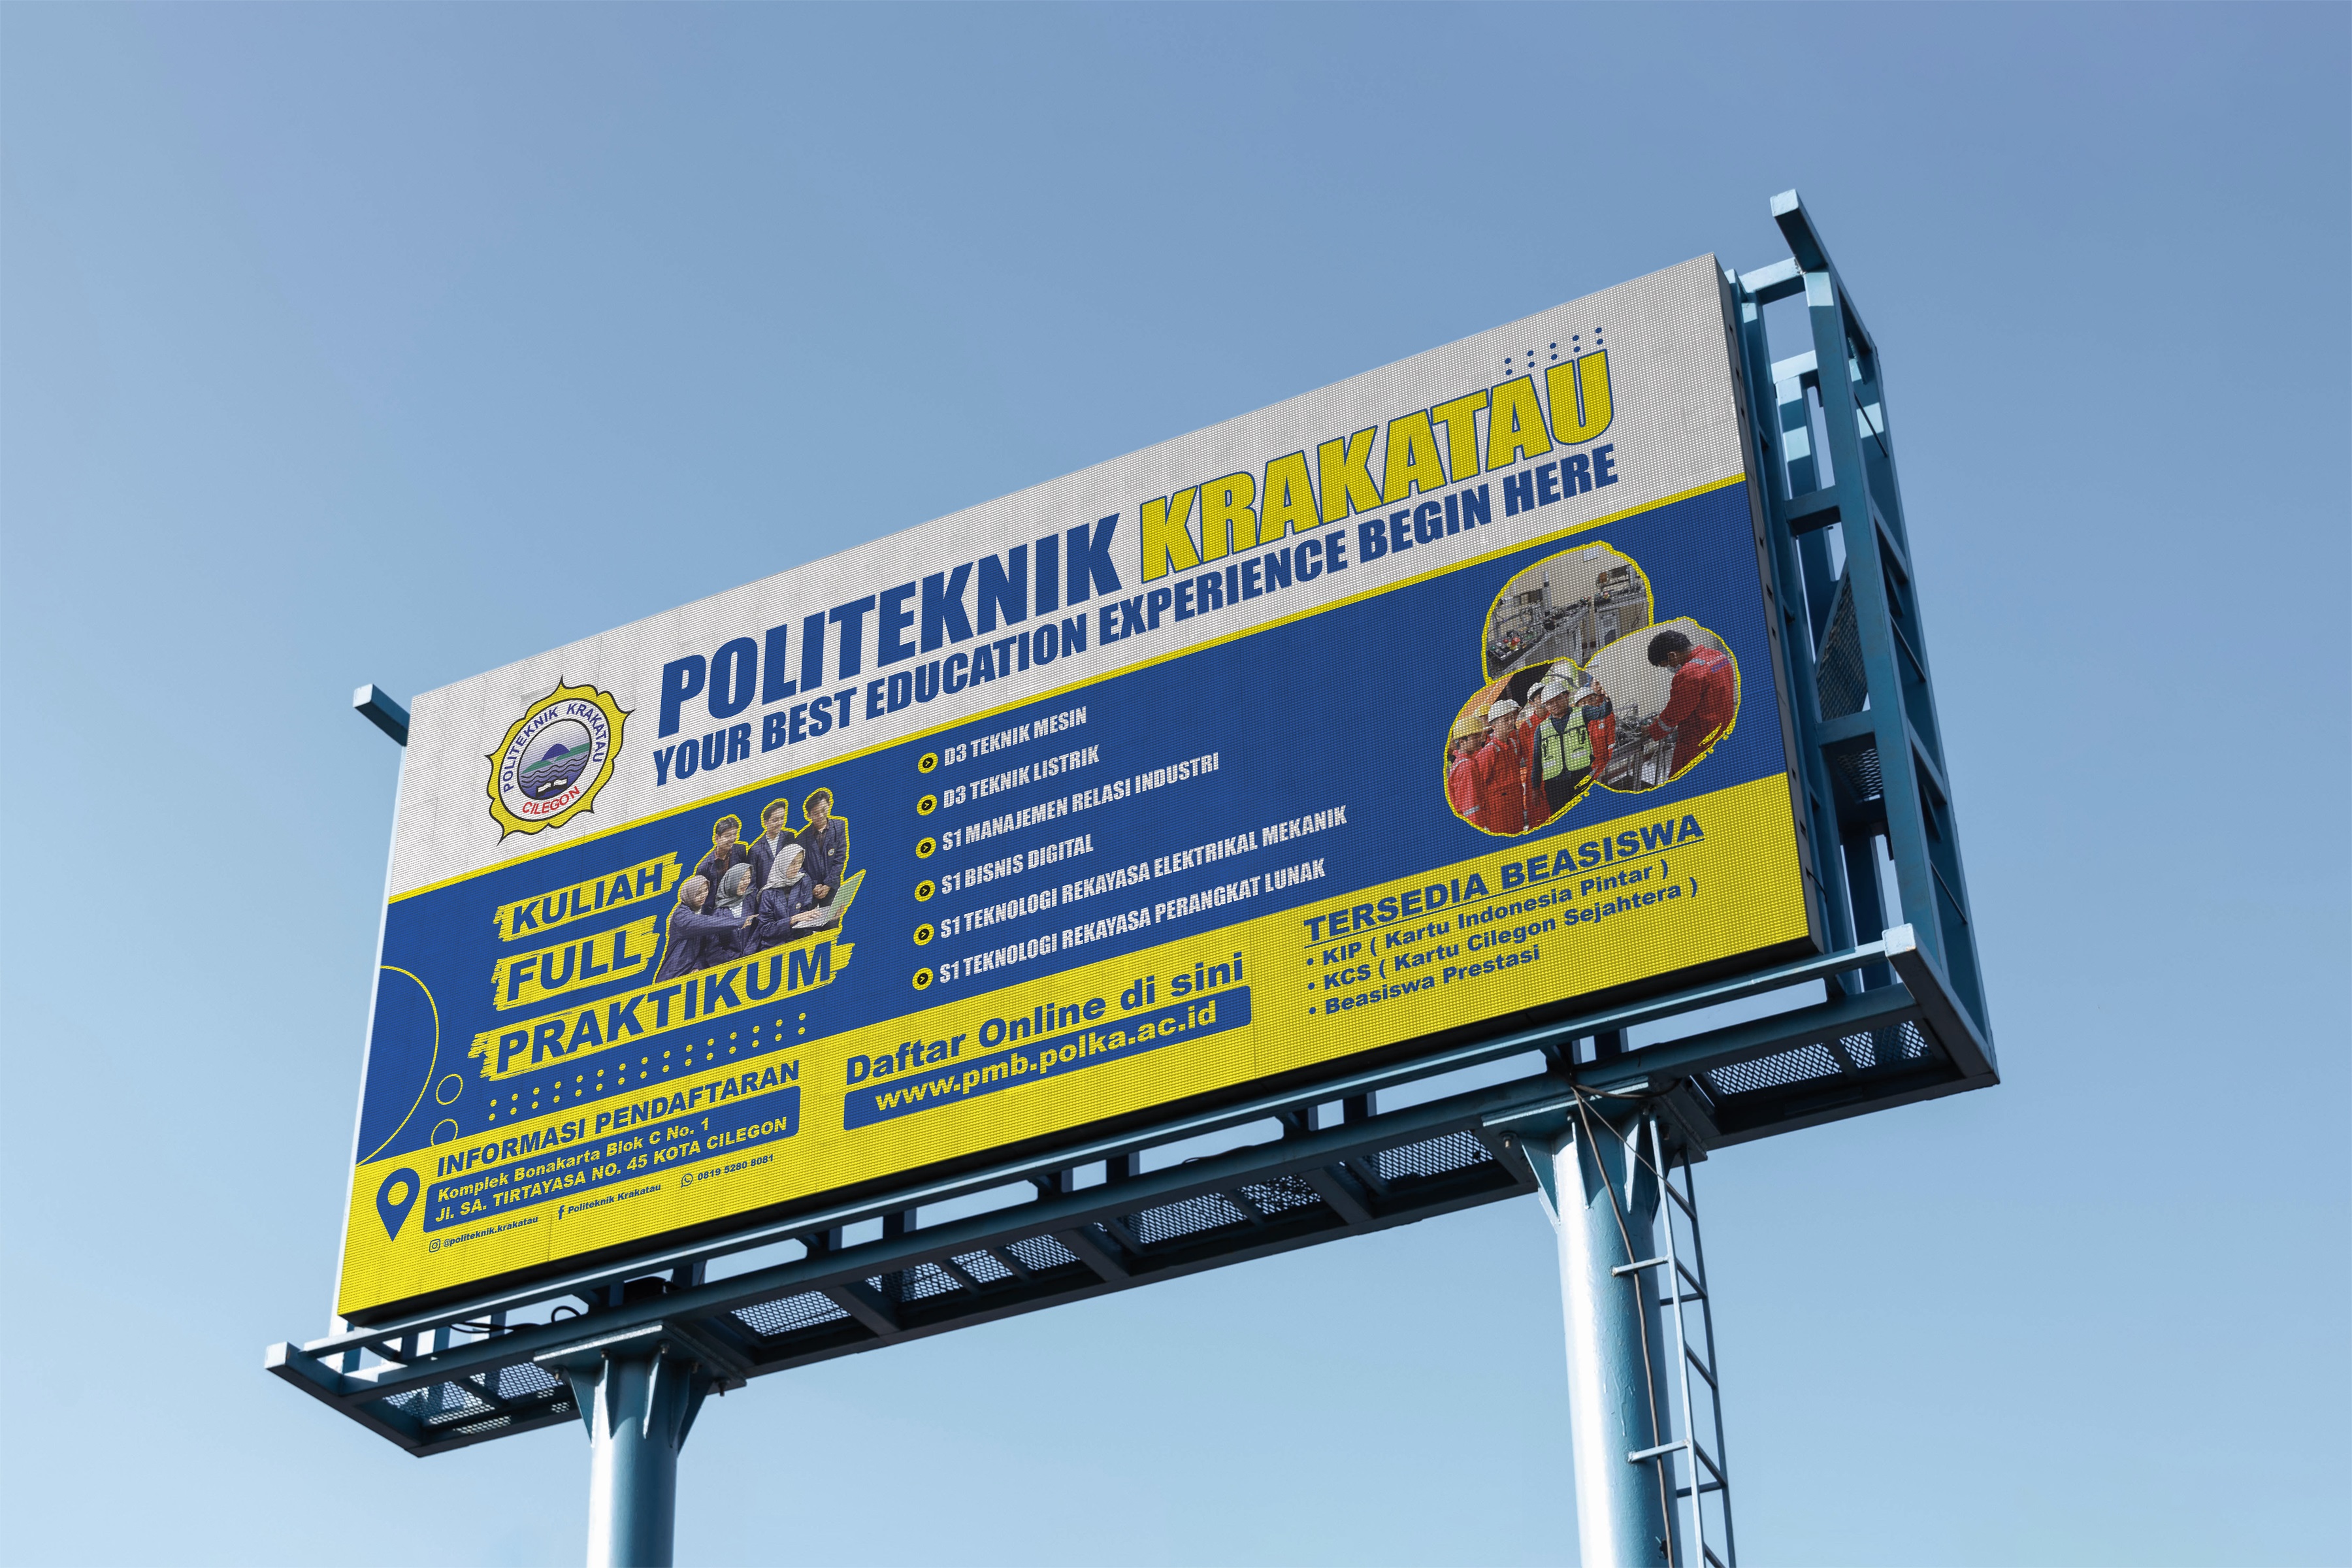 POLITEKNIK KRAKATAU
YOUR BEST EDUCATION EXPERIENCE BEGIN HERE
POLITEKNIK KRAKATAU
CILEGON
KULIAH
FULL
PRAKTIKUM
D3 TEKNIK MESIN
D3 TEKNIK LISTRIK
S1 MANAJEMEN RELASI INDUSTRI
S1 BISNIS DIGITAL
S1 TEKNOLOGI REKAYASA ELEKTRIKAL MEKANIK
S1 TEKNOLOGI REKAYASA PERANGKAT LUNAK
INFORMASI PENDAFTARAN
Komplek Bonakarta Blok C No. 1
Jl. SA. TIRTAYASA NO. 45 KOTA CILEGON
@politeknik.krakatau
Politeknik Krakatau
0819 5280 8081
Daftar Online di sini
www.pmb.polka.ac.id
TERSEDIA BEASISWA
• KIP ( Kartu Indonesia Pintar )
• KCS ( Kartu Cilegon Sejahtera )
• Beasiswa Prestasi